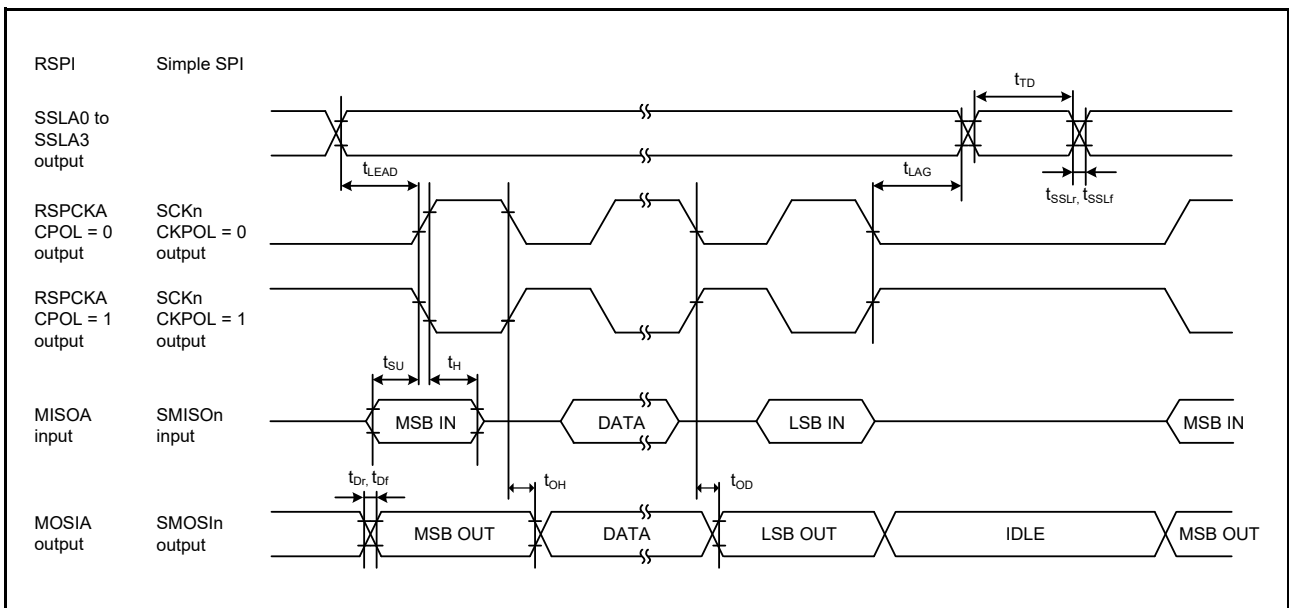 RSPI Simple SPI
tTD
SSLA0 to
SSLA3
output
tLEAD
tLAG
tSSLr, tSSLf
RSPCKA SCKn
CPOL = 0 CKPOL = 0
output output
RSPCKA SCKn
CPOL = 1 CKPOL = 1
output output
tSU tH
MISOA SMISOn
input input
MSB IN DATA LSB IN MSB IN
tDr, tDf tOH tOD
MOSIA SMOSIn
output output
MSB OUT DATA LSB OUT IDLE MSB OUT